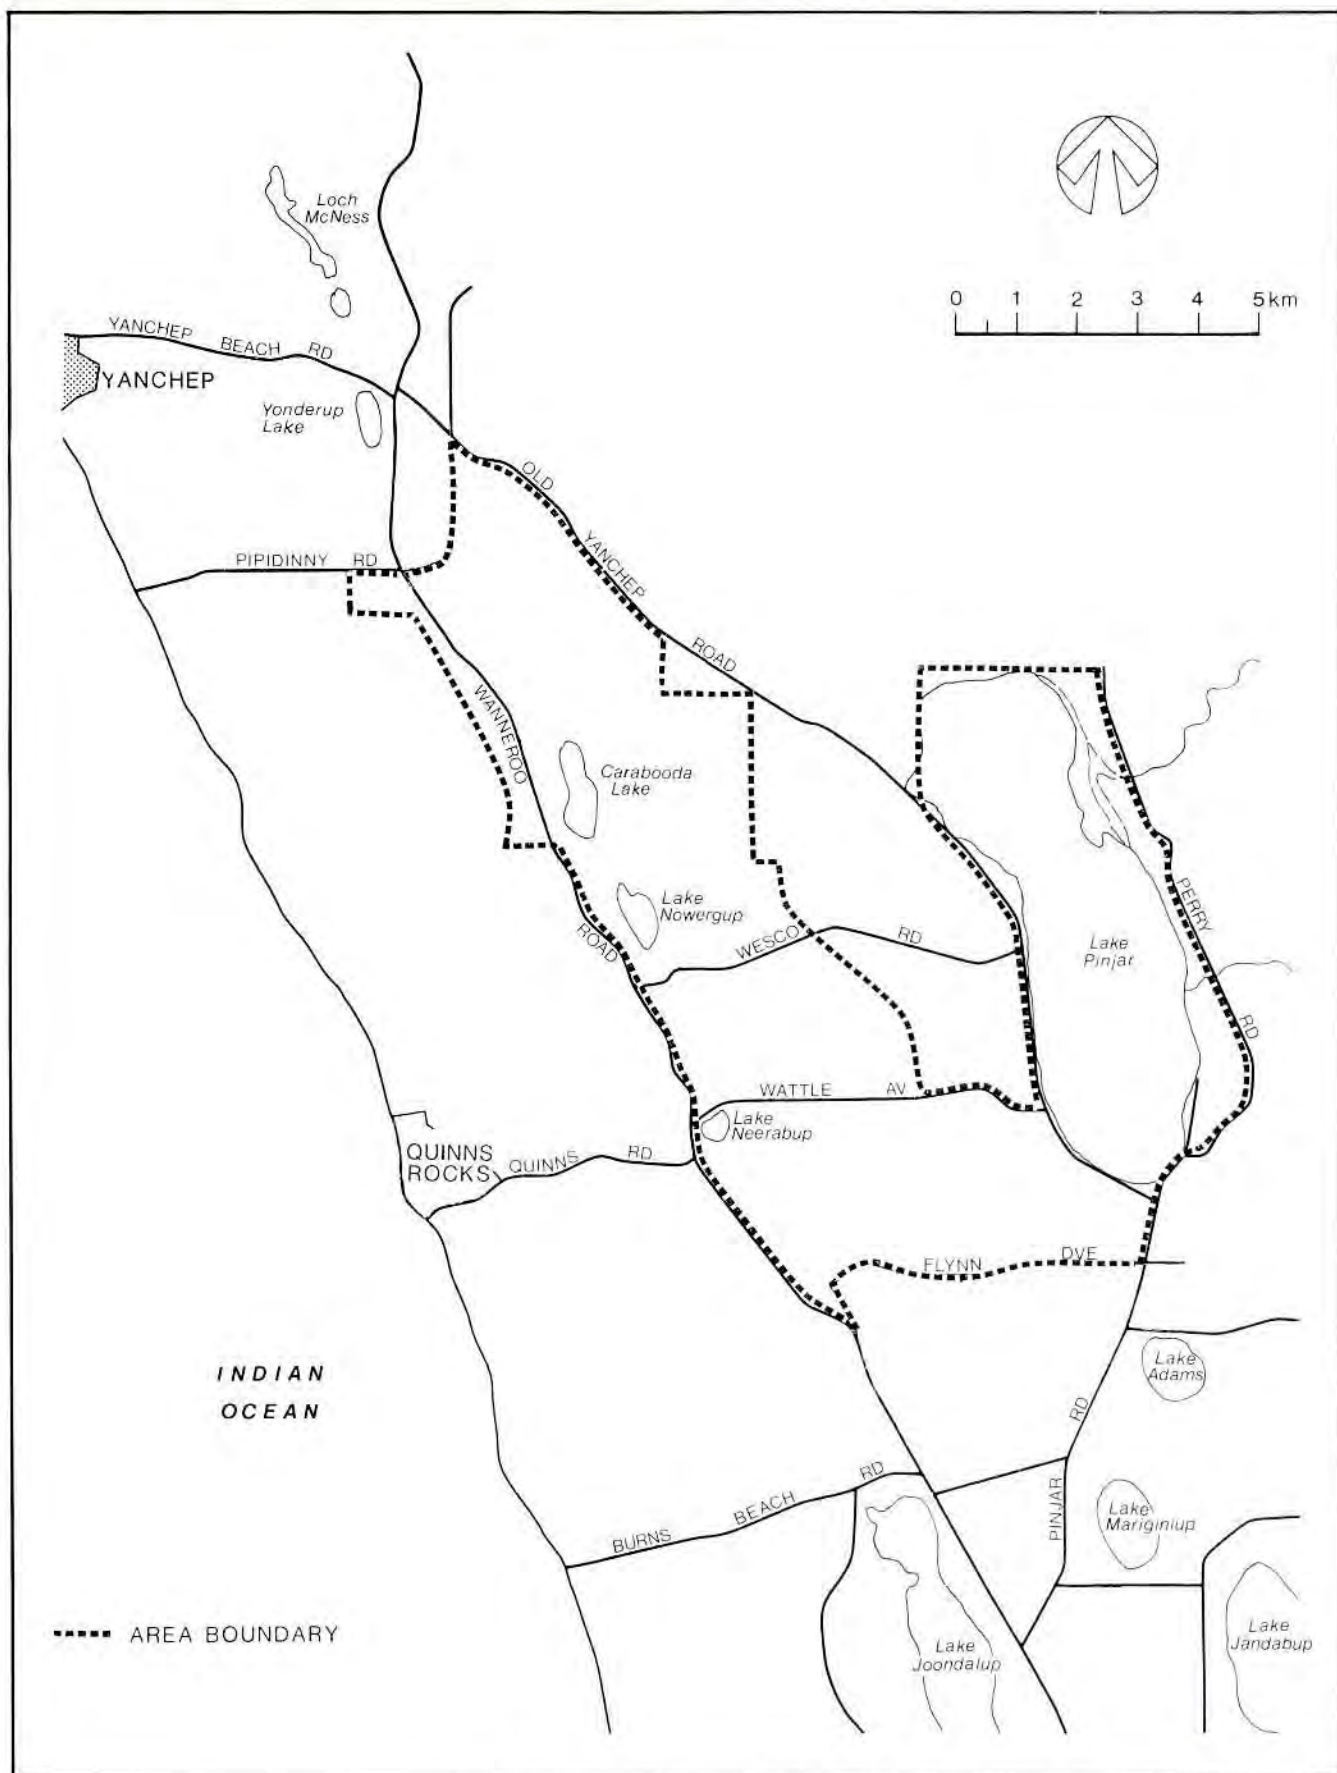 Loch
McNess
0 1 2 3 4 5km
YANCHEP BEACH RD
YANCHEP
Yonderup
Lake
OLD YANCHEP ROAD
PIPIDINNY RD
WANNEROO ROAD
Carabooda
Lake
Lake
Nowergup
WESCO RD
Lake
Pinjar
PERRY RD
WATTLE AV
Lake
Neerabup
QUINNS
ROCKS
QUINNS RD
FLYNN DVE
INDIAN
OCEAN
Lake
Adams
PINJAR RD
BURNS BEACH RD
Lake
Mariginiup
AREA BOUNDARY
Lake
Joondalup
Lake
Jandabup